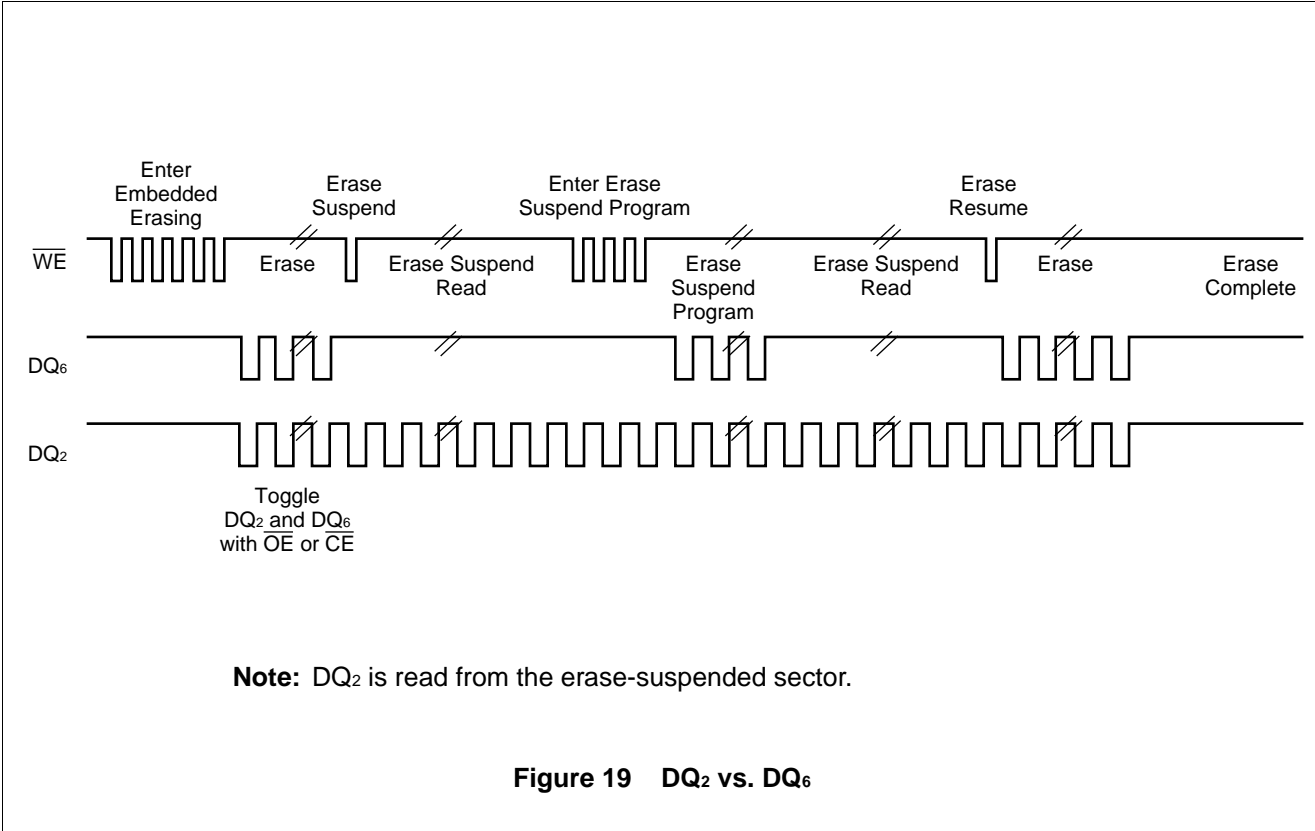 Enter
Embedded
Erasing
Erase
Suspend
Enter Erase
Suspend Program
Erase
Resume
WE
Erase
Erase Suspend
Read
Erase
Suspend
Program
Erase Suspend
Read
Erase
Erase
Complete
DQ6
DQ2
Toggle
DQ2 and DQ6
with OE or CE
Note: DQ2 is read from the erase-suspended sector.
Figure 19 DQ2 vs. DQ6